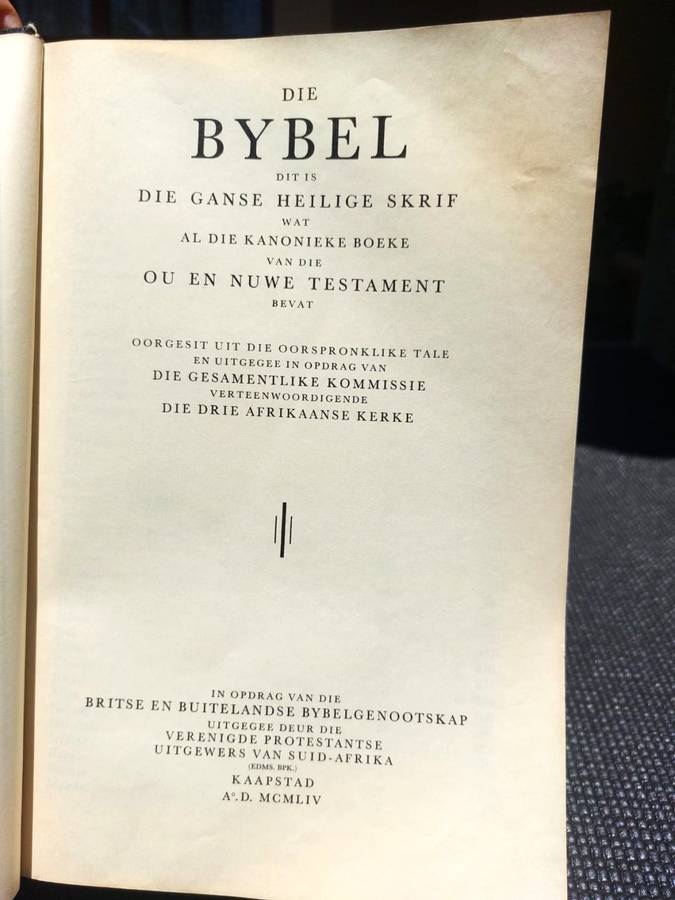 DIE
BYBEL
DIT IS
DIE GANSE HEILIGE SKRIF
WAT
AL DIE KANONIEKE BOEKE
VAN DIE
OU EN NUWE TESTAMENT
BEVAT
OORGESIT UIT DIE OORSPRONKLIKE TALE
EN UITGEGEE IN OPDRAG VAN
DIE GESAMENTLIKE KOMMISSIE
VERTEENWOORDIGENDE
DIE DRIE AFRIKAANSE KERKE
IN OPDRAG VAN DIE
BRITSE EN BUITELANDSE BYBELGENOOTSKAP
UITGEGEE DEUR DIE
VERENIGDE PROTESTANTSE
UITGEWERS VAN SUID-AFRIKA
(EDMS. BPK.)
KAAPSTAD
Aº.D. MCMLIV